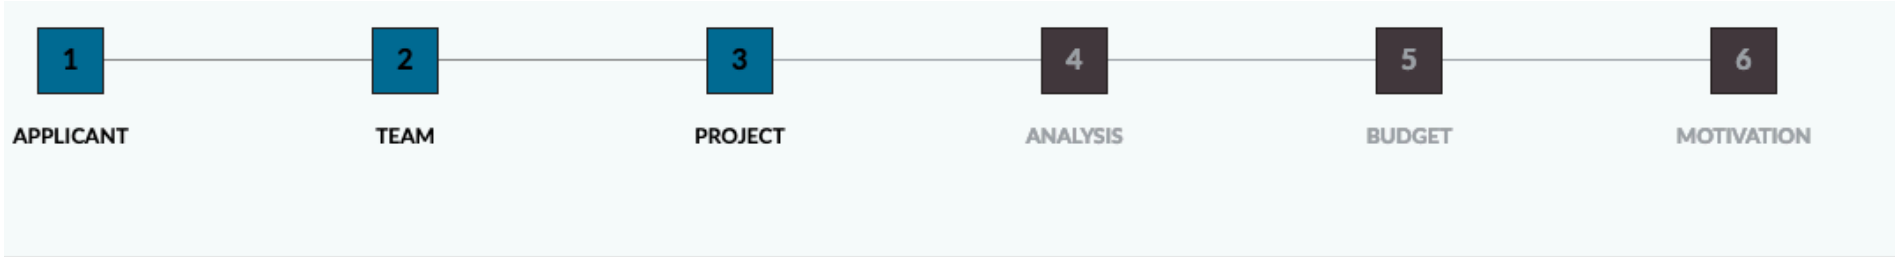 1 2 3 4 5 6
APPLICANT TEAM PROJECT ANALYSIS BUDGET MOTIVATION